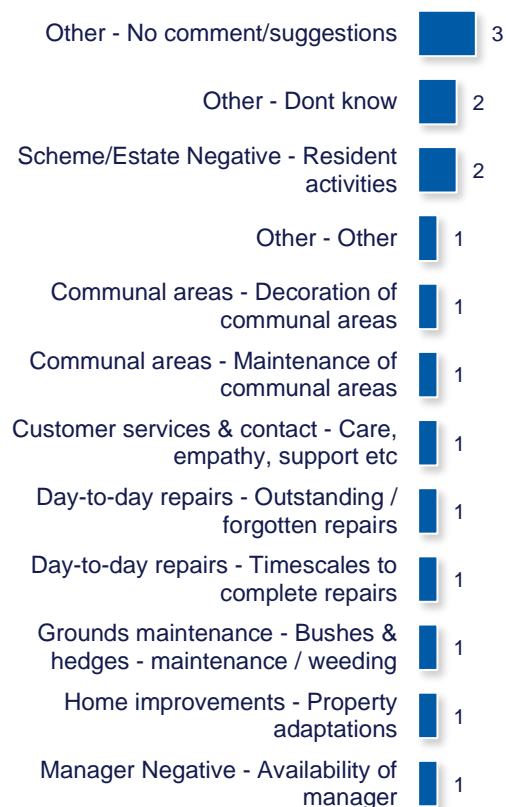 Other - No comment/suggestions 3
Other - Dont know 2
Scheme/Estate Negative - Resident
activities 2
Other - Other 1
Communal areas - Decoration of
communal areas 1
Communal areas - Maintenance of
communal areas 1
Customer services & contact - Care,
empathy, support etc 1
Day-to-day repairs - Outstanding /
forgotten repairs 1
Day-to-day repairs - Timescales to
complete repairs 1
Grounds maintenance - Bushes &
hedges - maintenance / weeding 1
Home improvements - Property
adaptations 1
Manager Negative - Availability of
manager 1